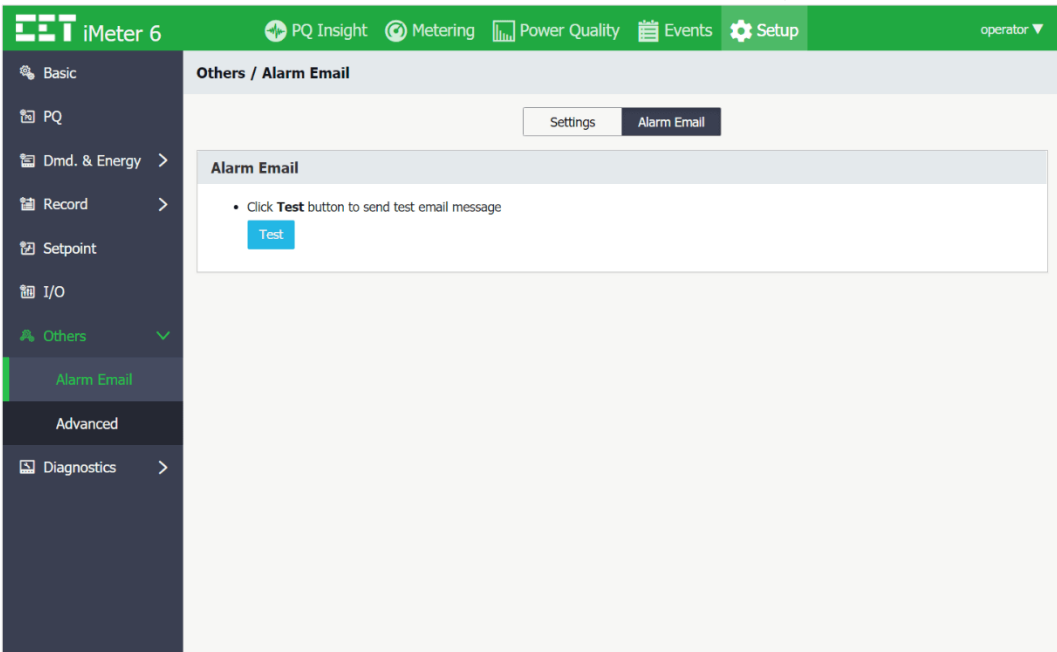 CET iMeter 6
PQ Insight Metering Power Quality Events Setup operator ▼
Basic
PQ
Dmd. & Energy
Record
Setpoint
I/O
Others
Alarm Email
Advanced
Diagnostics
Others / Alarm Email
Settings Alarm Email
Alarm Email
• Click Test button to send test email message
Test